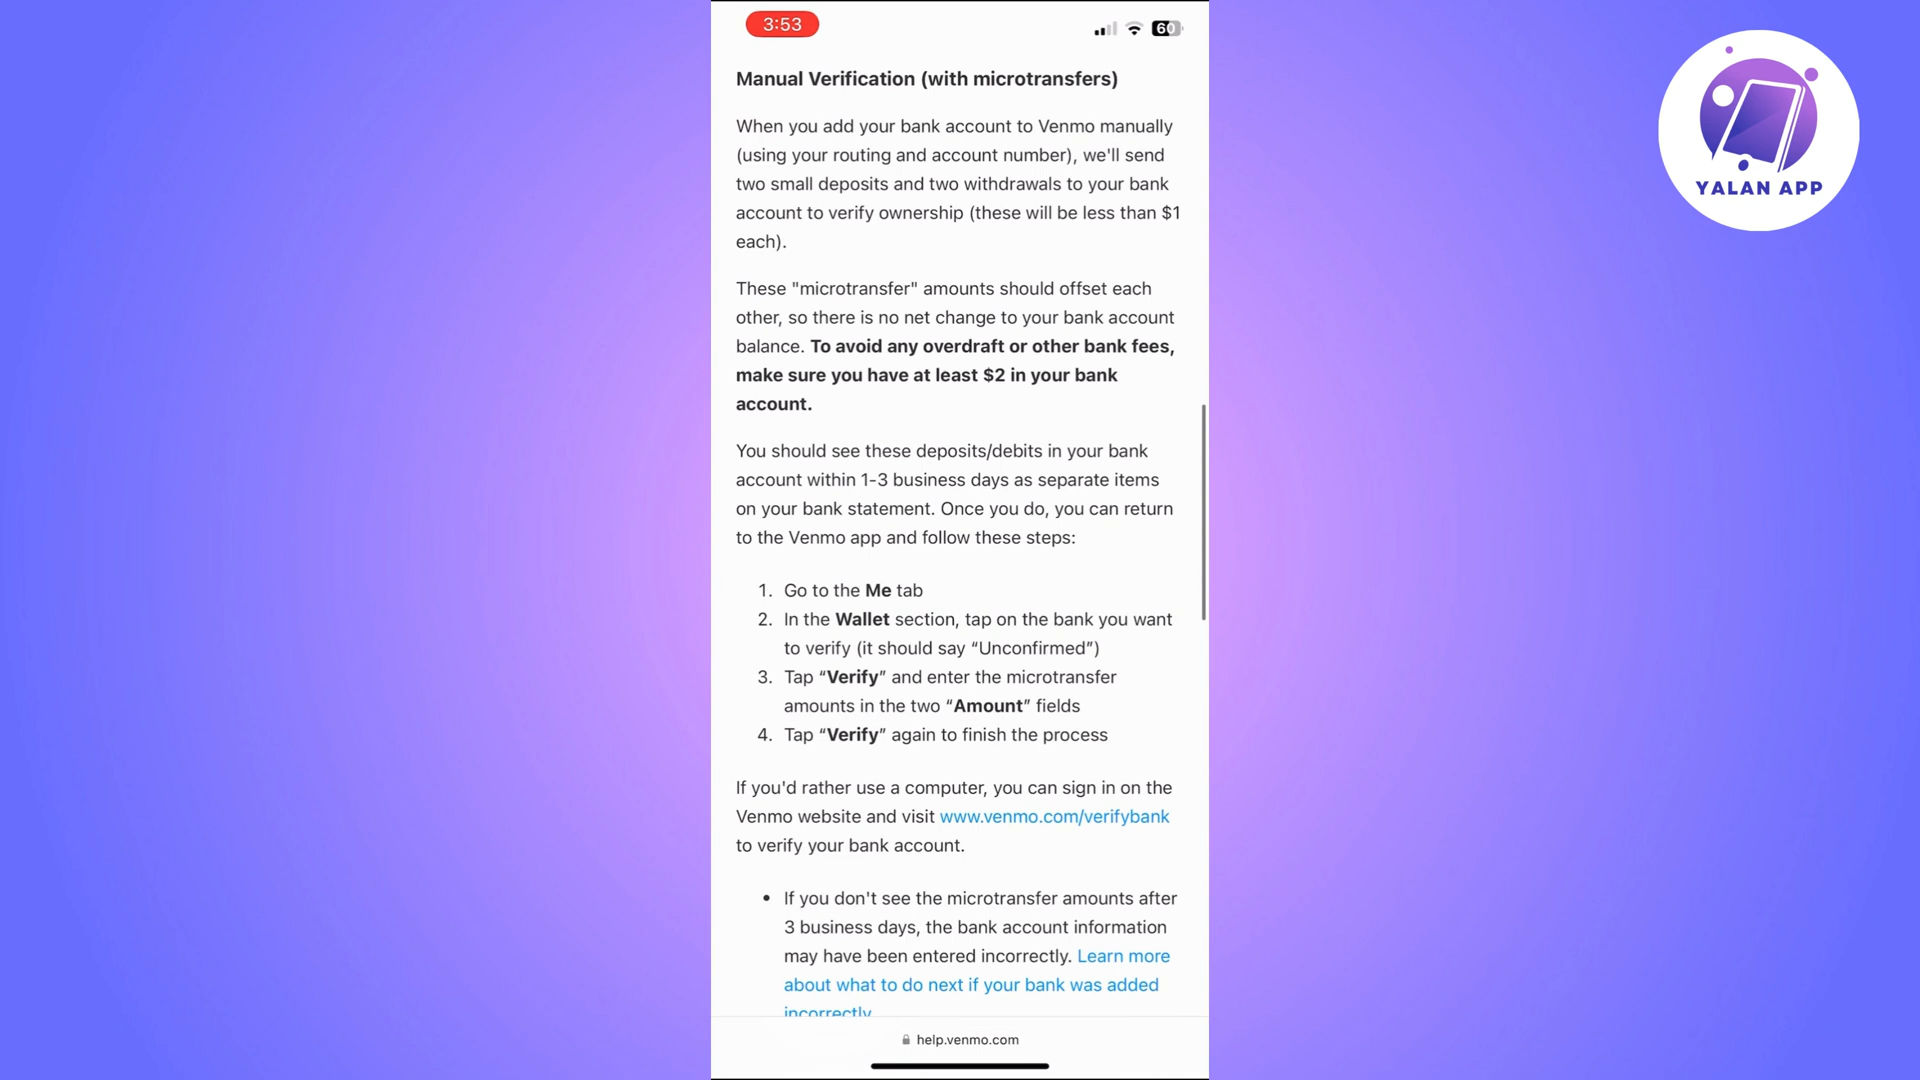 3:53
60
YALAN APP
Manual Verification (with microtransfers)
When you add your bank account to Venmo manually
(using your routing and account number), we'll send
two small deposits and two withdrawals to your bank
account to verify ownership (these will be less than $1
each).
These "microtransfer" amounts should offset each
other, so there is no net change to your bank account
balance. To avoid any overdraft or other bank fees,
make sure you have at least $2 in your bank
account.
You should see these deposits/debits in your bank
account within 1-3 business days as separate items
on your bank statement. Once you do, you can return
to the Venmo app and follow these steps:
1. Go to the Me tab
2. In the Wallet section, tap on the bank you want
to verify (it should say “Unconfirmed”)
3. Tap “Verify” and enter the microtransfer
amounts in the two “Amount” fields
4. Tap “Verify” again to finish the process
If you'd rather use a computer, you can sign in on the
Venmo website and visit www.venmo.com/verifybank
to verify your bank account.
• If you don't see the microtransfer amounts after
3 business days, the bank account information
may have been entered incorrectly. Learn more
about what to do next if your bank was added
incorrectly
help.venmo.com